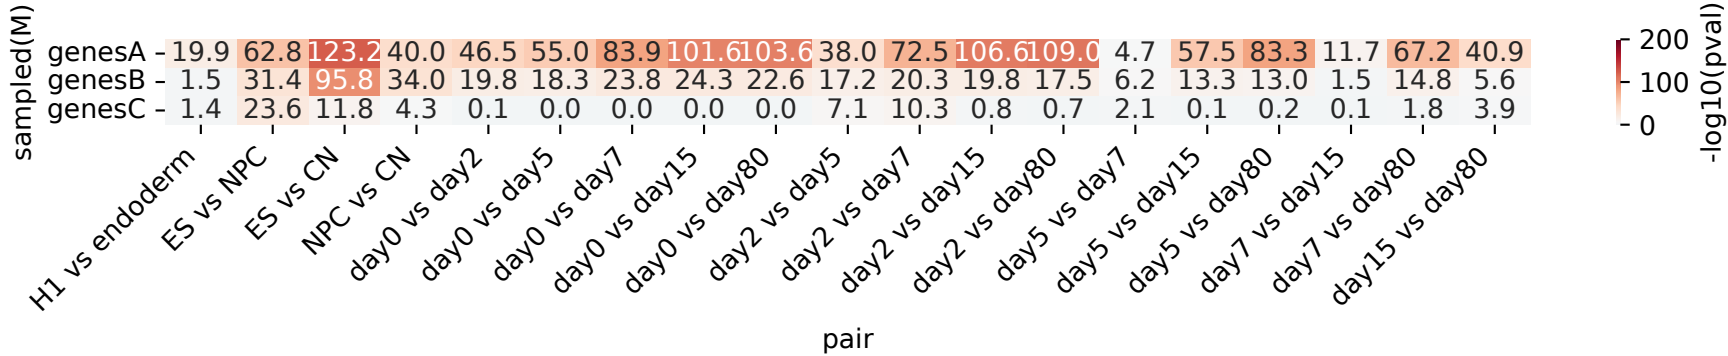 sampled(M)
genesA 19.9 62.8 123.2 40.0 46.5 55.0 83.9 101.6 103.6 38.0 72.5 106.6 109.0 4.7 57.5 83.3 11.7 67.2 40.9
genesB 1.5 31.4 95.8 34.0 19.8 18.3 23.8 24.3 22.6 17.2 20.3 19.8 17.5 6.2 13.3 13.0 1.5 14.8 5.6
genesC 1.4 23.6 11.8 4.3 0.1 0.0 0.0 0.0 0.0 7.1 10.3 0.8 0.7 2.1 0.1 0.2 0.1 1.8 3.9
H1 vs endoderm
ES vs NPC
ES vs CN
NPC vs CN
day0 vs day2
day0 vs day5
day0 vs day7
day0 vs day15
day0 vs day80
day2 vs day5
day2 vs day7
day2 vs day15
day2 vs day80
day5 vs day7
day5 vs day15
day5 vs day80
day7 vs day15
day7 vs day80
day15 vs day80
pair
200
100
0
-log10(pval)